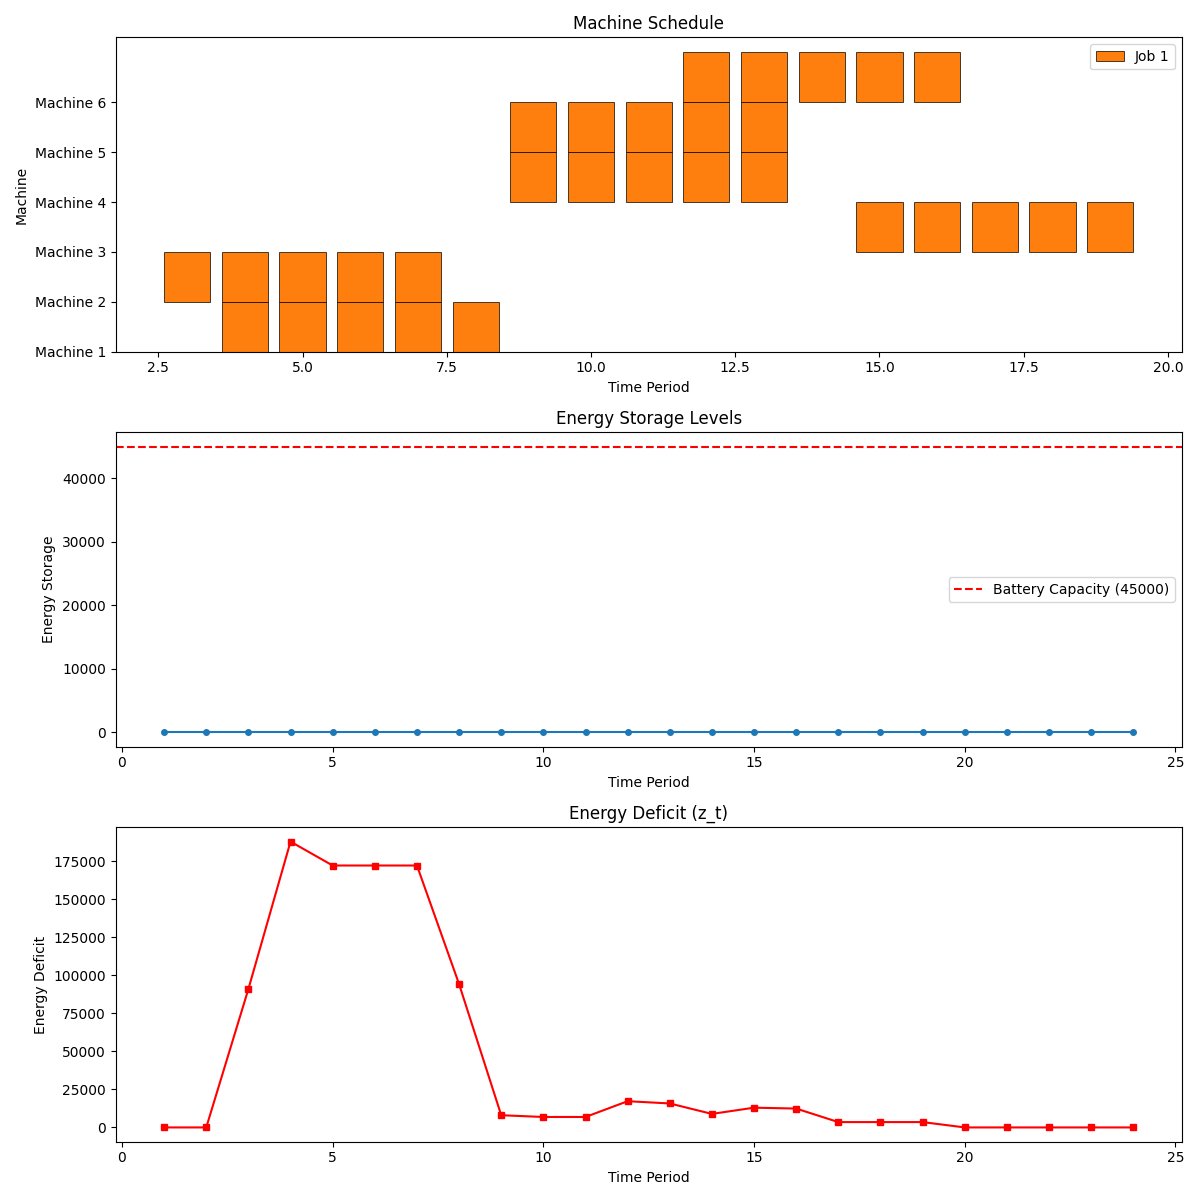 Machine Schedule
Job 1
Machine 6
Machine 5
Machine 4
Machine 3
Machine 2
Machine 1
Machine
2.5 5.0 7.5 10.0 12.5 15.0 17.5 20.0
Time Period
Energy Storage Levels
40000
30000
20000
10000
0
Energy Storage
Battery Capacity (45000)
0 5 10 15 20 25
Time Period
Energy Deficit (z_t)
175000
150000
125000
100000
75000
50000
25000
0
Energy Deficit
0 5 10 15 20 25
Time Period